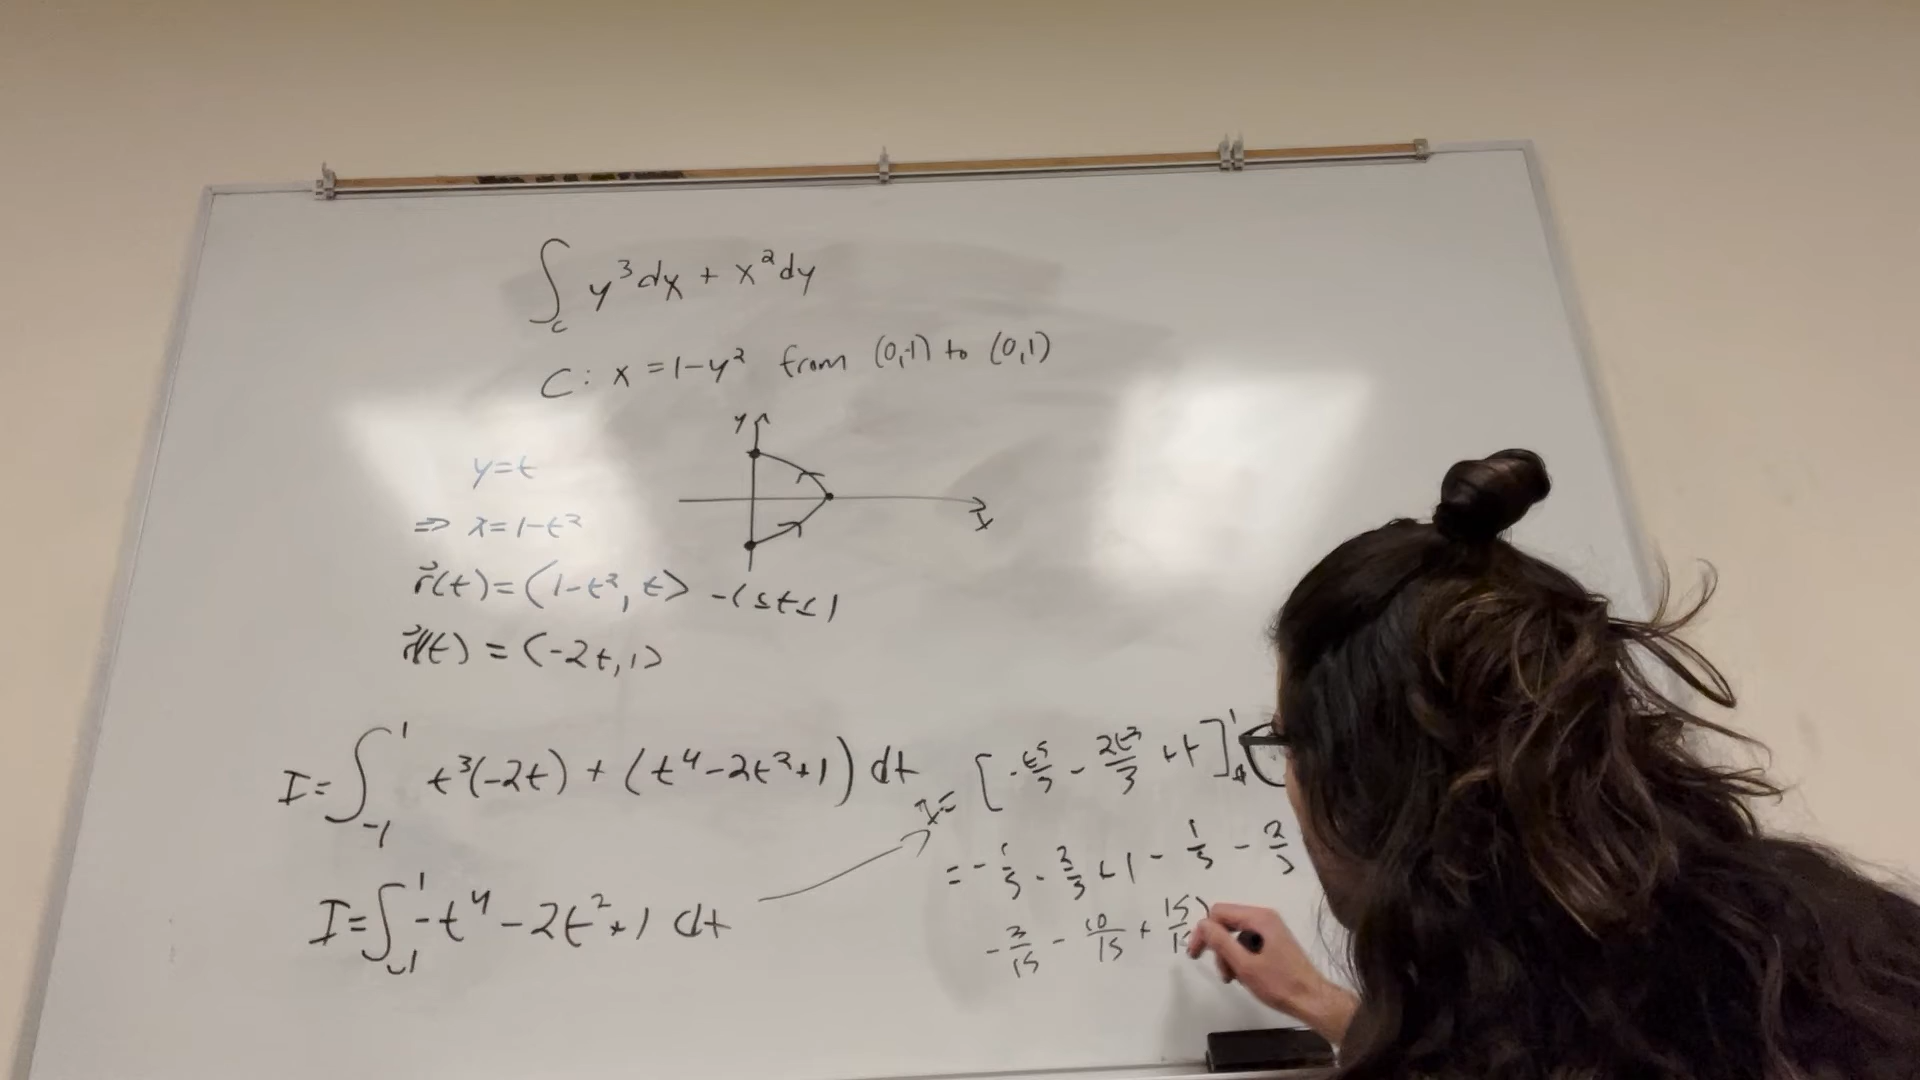 ∫_C y³dx + x²dy
C: x = 1-y² from (0,-1) to (0,1)
y
x
y=t
⇒ x=1-t²
r⃗(t) = ⟨1-t², t⟩ -1≤t≤1
r⃗'(t) = ⟨-2t, 1⟩
I = ∫_{-1}^{1} t³(-2t) + (t⁴-2t²+1) dt
I = ∫_{-1}^{1} -t⁴ - 2t² + 1 dt
I = [-t⁵/5 - 2t³/3 + t]
= -1/5 - 2/3 + 1 - 1/5 - 2/3
-3/15 - 10/15 + 15/15